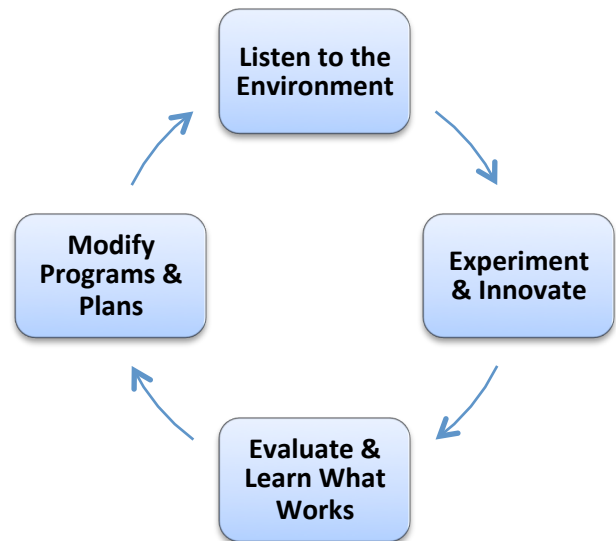 Listen to the
Environment
Experiment
& Innovate
Evaluate &
Learn What
Works
Modify
Programs &
Plans